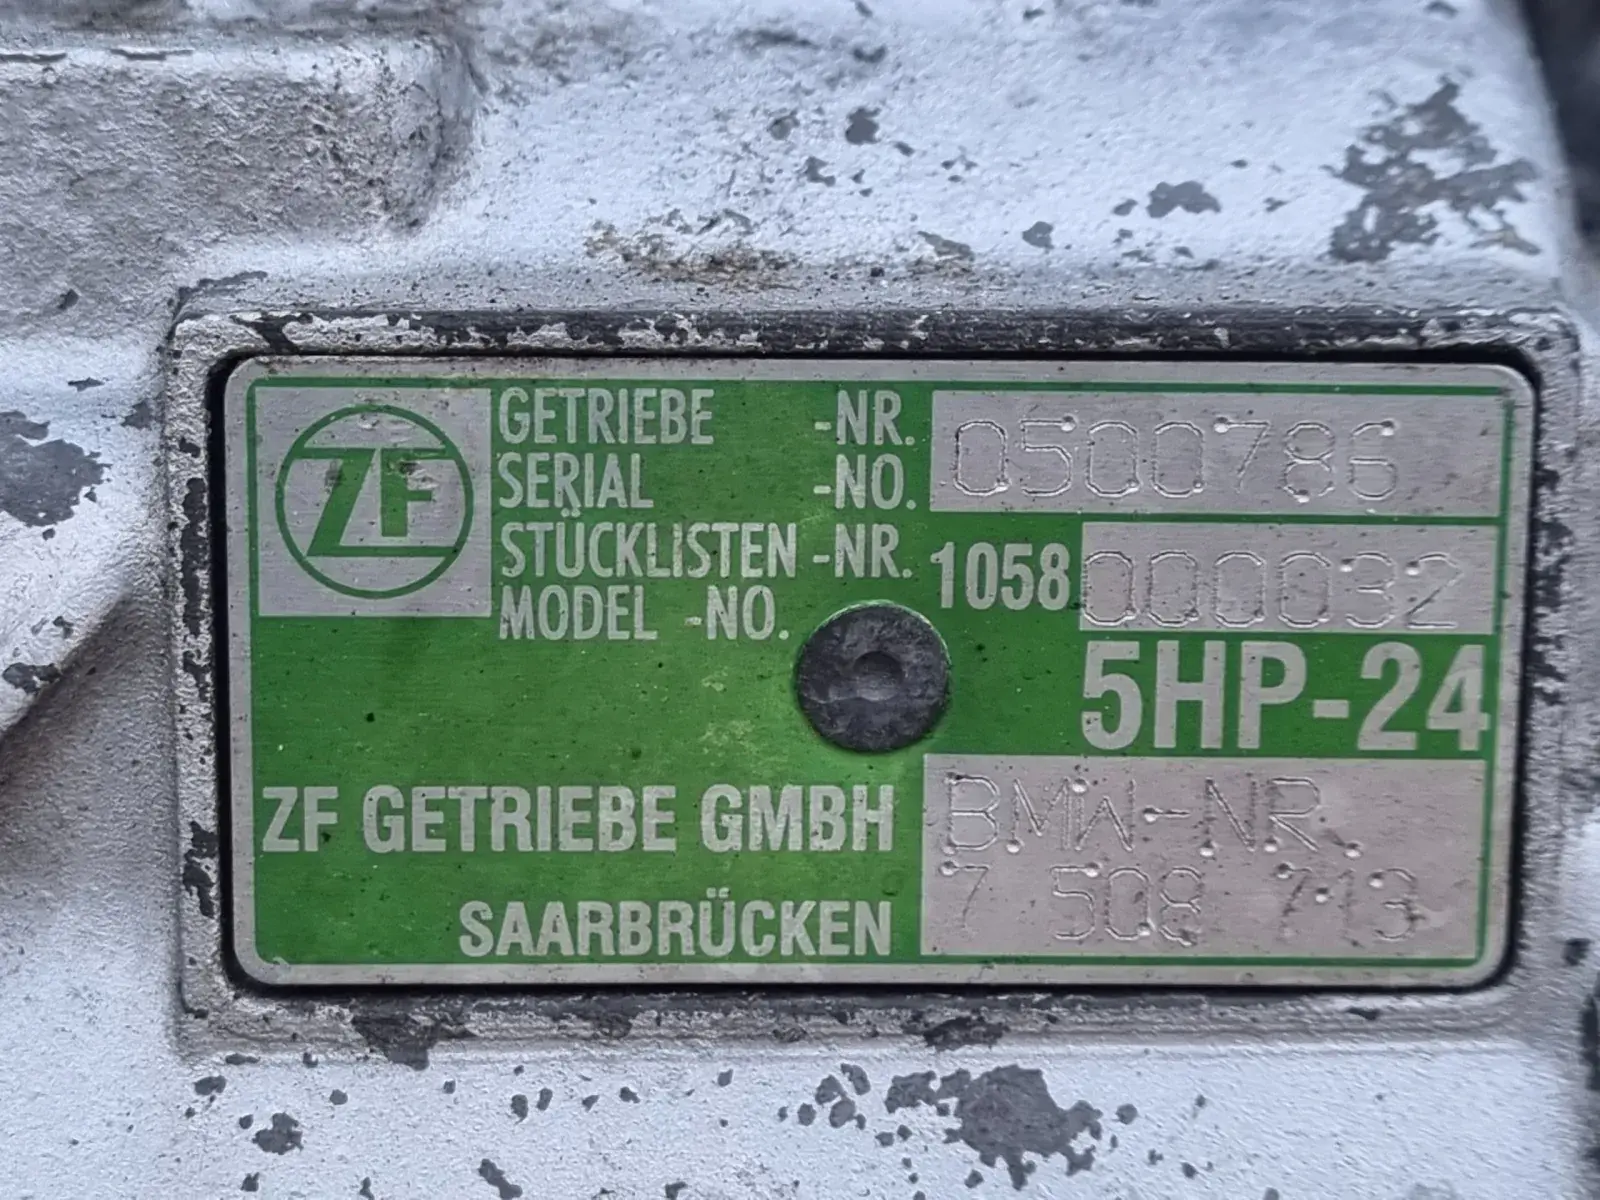 ZF
GETRIEBE -NR. 0500786
SERIAL -NO.
STÜCKLISTEN -NR. 1058 000032
MODEL -NO.
5HP-24
ZF GETRIEBE GMBH BMW-NR.
7 508 713
SAARBRÜCKEN